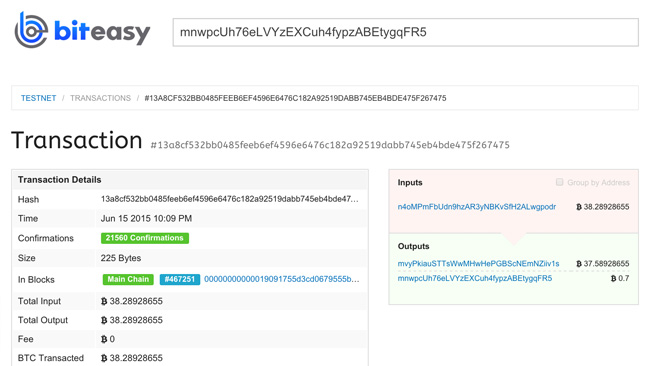 biteasy
mnwpcUh76eLVYzEXCuh4fypzABEtygqFR5
TESTNET / TRANSACTIONS / #13A8CF532BB0485FEEB6EF4596E6476C182A92519DABB745EB4BDE475F267475
Transaction #13a8cf532bb0485feeb6ef4596e6476c182a92519dabb745eb4bde475f267475
Transaction Details
Hash 13a8cf532bb0485feeb6ef4596e6476c182a92519dabb745eb4bde47...
Time Jun 15 2015 10:09 PM
Confirmations 21560 Confirmations
Size 225 Bytes
In Blocks Main Chain #467251 00000000000019091755d3cd0679555b...
Total Input ₿ 38.28928655
Total Output ₿ 38.28928655
Fee ₿ 0
BTC Transacted ₿ 38.28928655
Inputs Group by Address
n4oMPmFbUdn9hzAR3yNBKvSfH2ALwgpodr ₿ 38.28928655
Outputs
mvyPkiauSTTsWwMHwHePGBScNEmNZiiv1s ₿ 37.58928655
mnwpcUh76eLVYzEXCuh4fypzABEtygqFR5 ₿ 0.7